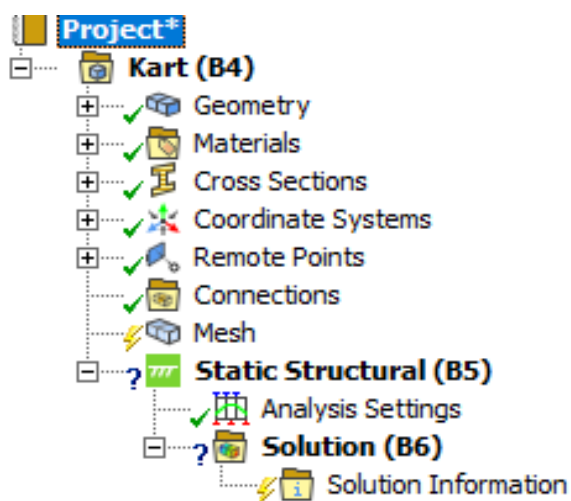 Project*
Kart (B4)
Geometry
Materials
Cross Sections
Coordinate Systems
Remote Points
Connections
Mesh
Static Structural (B5)
Analysis Settings
Solution (B6)
Solution Information